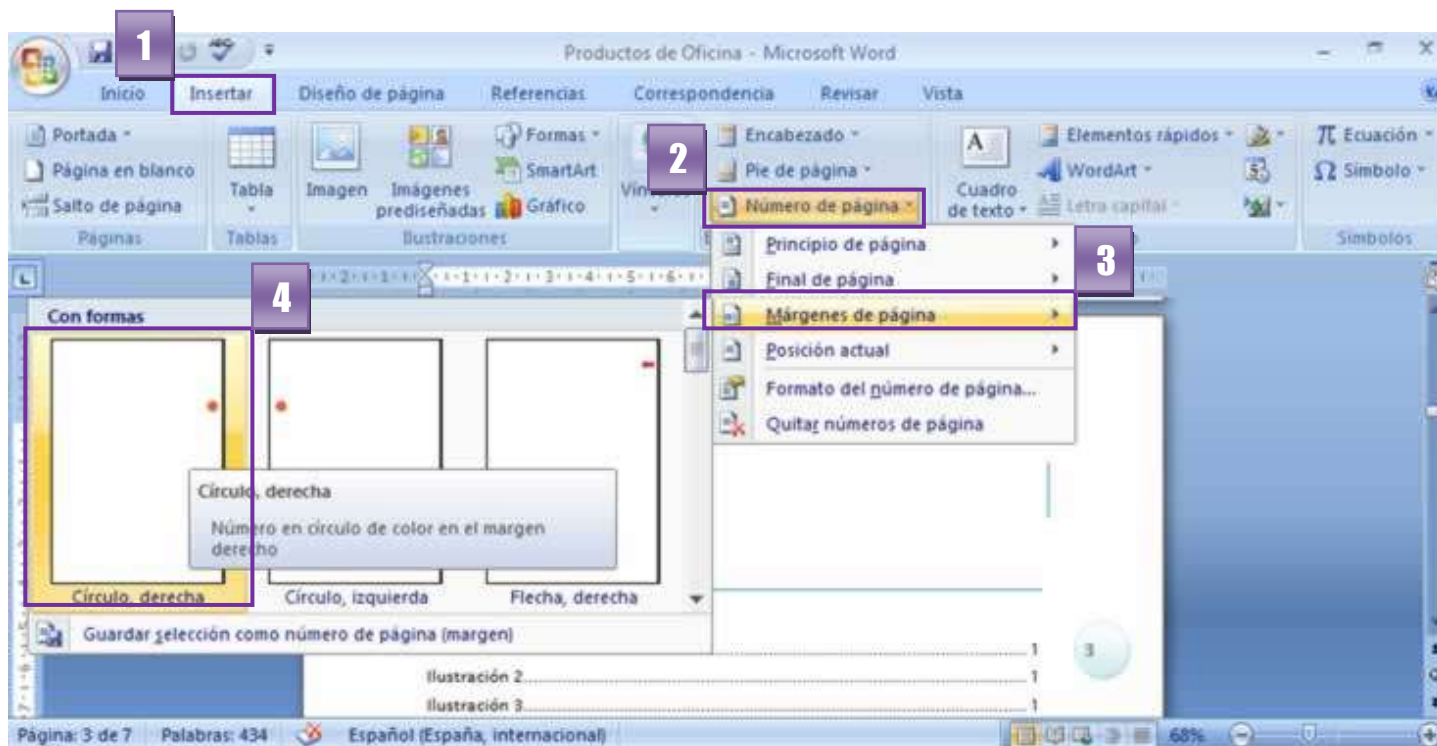 1
Productos de Oficina - Microsoft Word
Inicio Insertar Diseño de página Referencias Correspondencia Revisar Vista
Portada
Página en blanco
Salto de página
Páginas
Tabla
Tablas
Imagen
Imágenes
prediseñadas
Formas
SmartArt
Gráfico
Ilustraciones
2
Encabezado
Pie de página
Número de página
A
Cuadro
de texto
Elementos rápidos
WordArt
Letra capital
π Ecuación
Ω Símbolo
Símbolos
Principio de página
Final de página
Márgenes de página
Posición actual
Formato del número de página...
Quitar números de página
3
4
Con formas
Círculo, derecha
Número en círculo de color en el margen
derecho
Círculo, derecha Círculo, izquierda Flecha, derecha
Guardar selección como número de página (margen)
1
3
Ilustración 2 1
Ilustración 3 1
Página: 3 de 7 Palabras: 434 Español (España, internacional) 68%